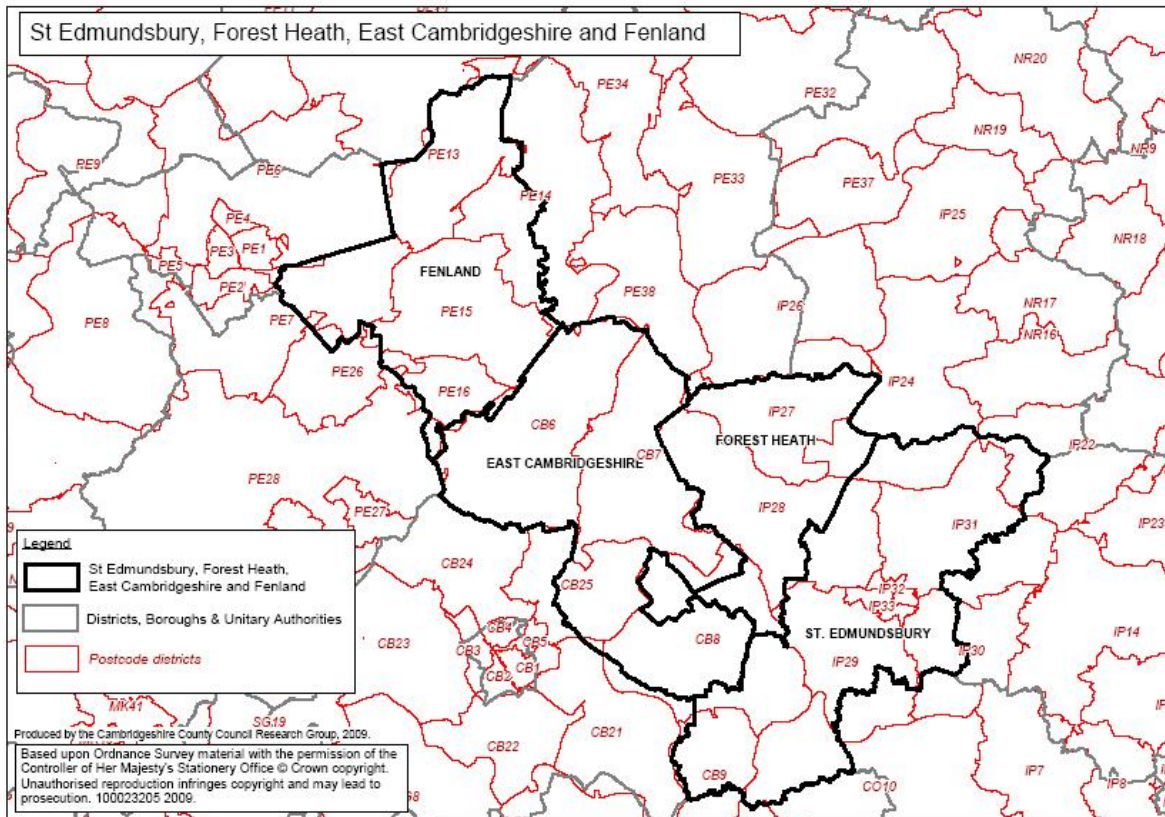 St Edmundsbury, Forest Heath, East Cambridgeshire and Fenland
NR20
PE34
PE32
NR19
NR9
PE13
PE9
PE6
PE33
PE37
PE14
IP25
PE4
PE3
PE1
PE5
NR18
FENLAND
PE2
PE38
IP26
NR17
PE8
PE7
PE15
NR16
PE26
IP24
PE16
IP27
CB6
FOREST HEATH
IP22
EAST CAMBRIDGESHIRE
CB7
PE28
IP28
PE27
IP31
IP23
CB24
CB25
IP32
IP33
CB4
CB5
CB8
ST. EDMUNDSBURY
IP14
CB23
CB3
CB1
CB2
IP29
IP30
MK41
SG19
CB21
CB22
CB9
CO10
IP7
IP8
Legend
St Edmundsbury, Forest Heath,
East Cambridgeshire and Fenland
Districts, Boroughs & Unitary Authorities
Postcode districts
Produced by the Cambridgeshire County Council Research Group, 2009.
Based upon Ordnance Survey material with the permission of the
Controller of Her Majesty's Stationery Office © Crown copyright.
Unauthorised reproduction infringes copyright and may lead to
prosecution. 100023205 2009.